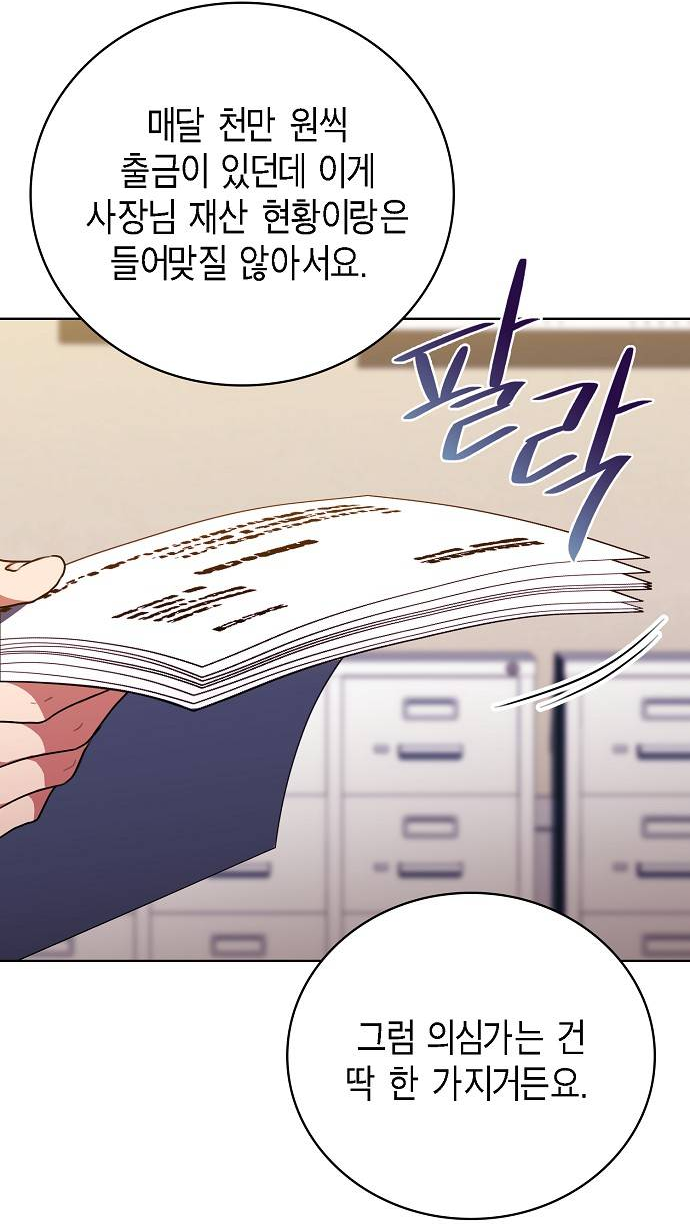 매달 천만 원씩
출금이 있던데 이게
사장님 재산 현황이랑은
들어맞질 않아서요.
팔락
그럼 의심가는 건
딱 한 가지거든요.